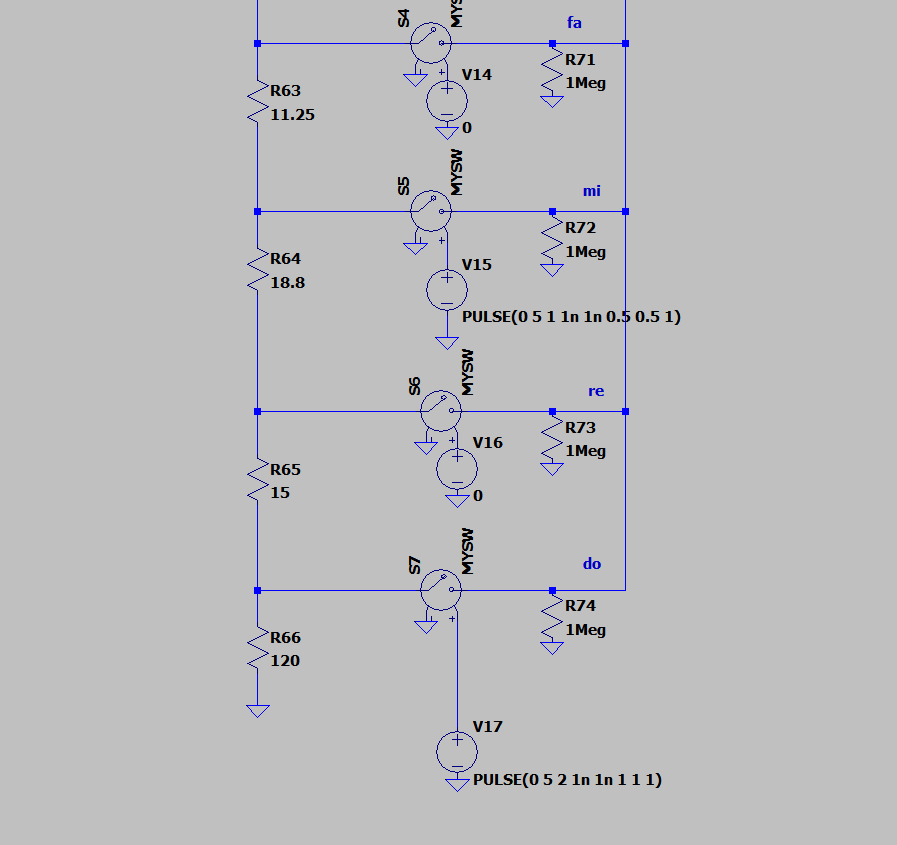 S4
MYS
fa
R71
1Meg
V14
+
+
0
R63
11.25
S5
MYSW
mi
R72
1Meg
V15
+
+
PULSE(0 5 1 1n 1n 0.5 0.5 1)
R64
18.8
S6
MYSW
re
R73
1Meg
V16
+
+
0
R65
15
S7
MYSW
do
R74
1Meg
+
R66
120
V17
+
PULSE(0 5 2 1n 1n 1 1 1)